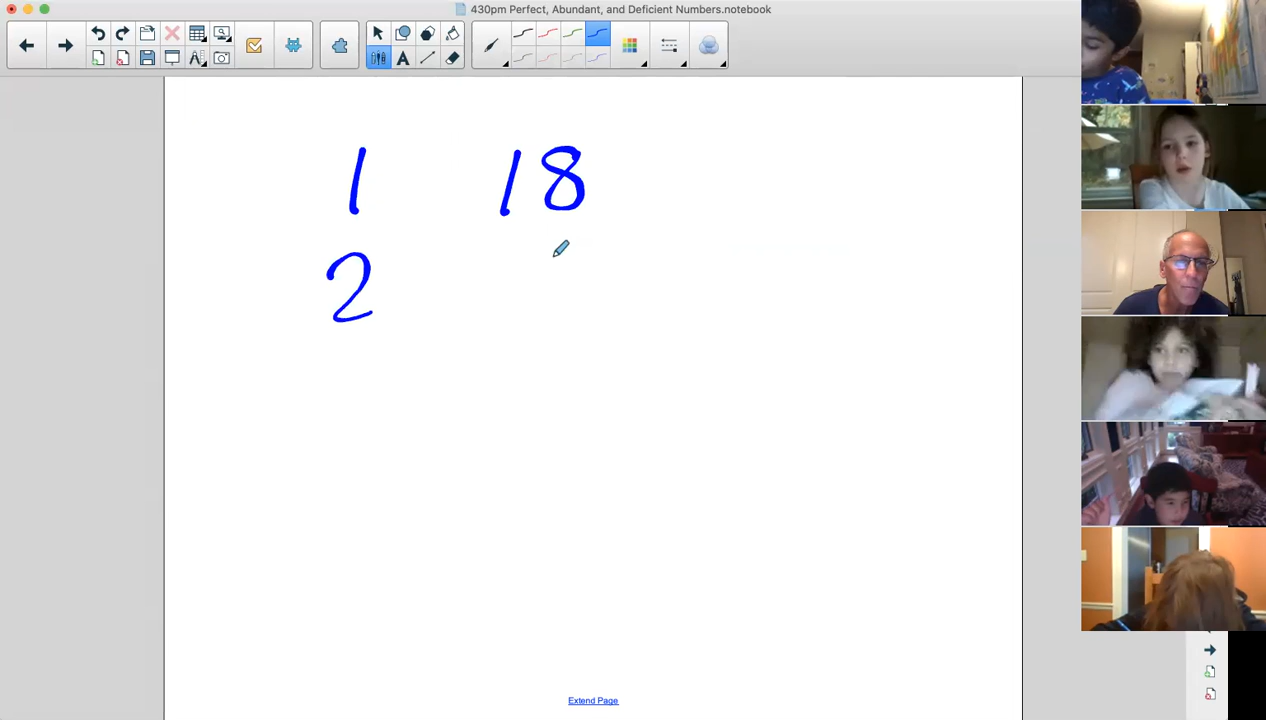 430pm Perfect, Abundant, and Deficient Numbers.notebook
1 18
2
Extend Page